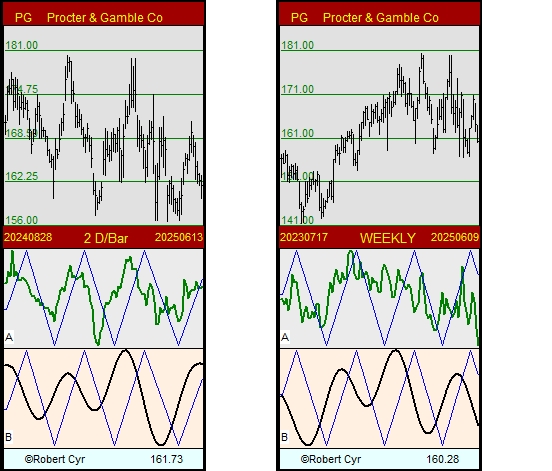 PG Procter & Gamble Co
181.00
174.75
168.50
162.25
156.00
20240828 2 D/Bar 20250613
A
B
©Robert Cyr 161.73
PG Procter & Gamble Co
181.00
171.00
161.00
141.00
20230717 WEEKLY 20250609
A
B
©Robert Cyr 160.28